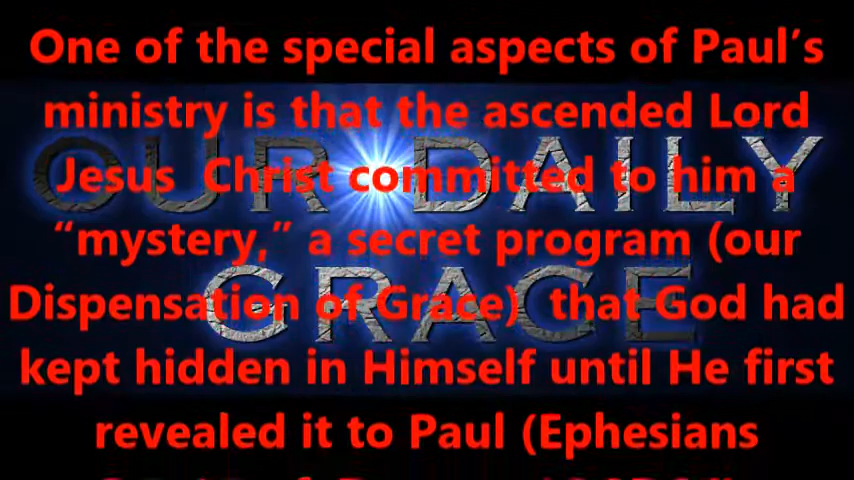 One of the special aspects of Paul’s
ministry is that the ascended Lord
Jesus Christ committed to him a
“mystery,” a secret program (our
Dispensation of Grace) that God had
kept hidden in Himself until He first
revealed it to Paul (Ephesians
OUR DAILY
GRACE